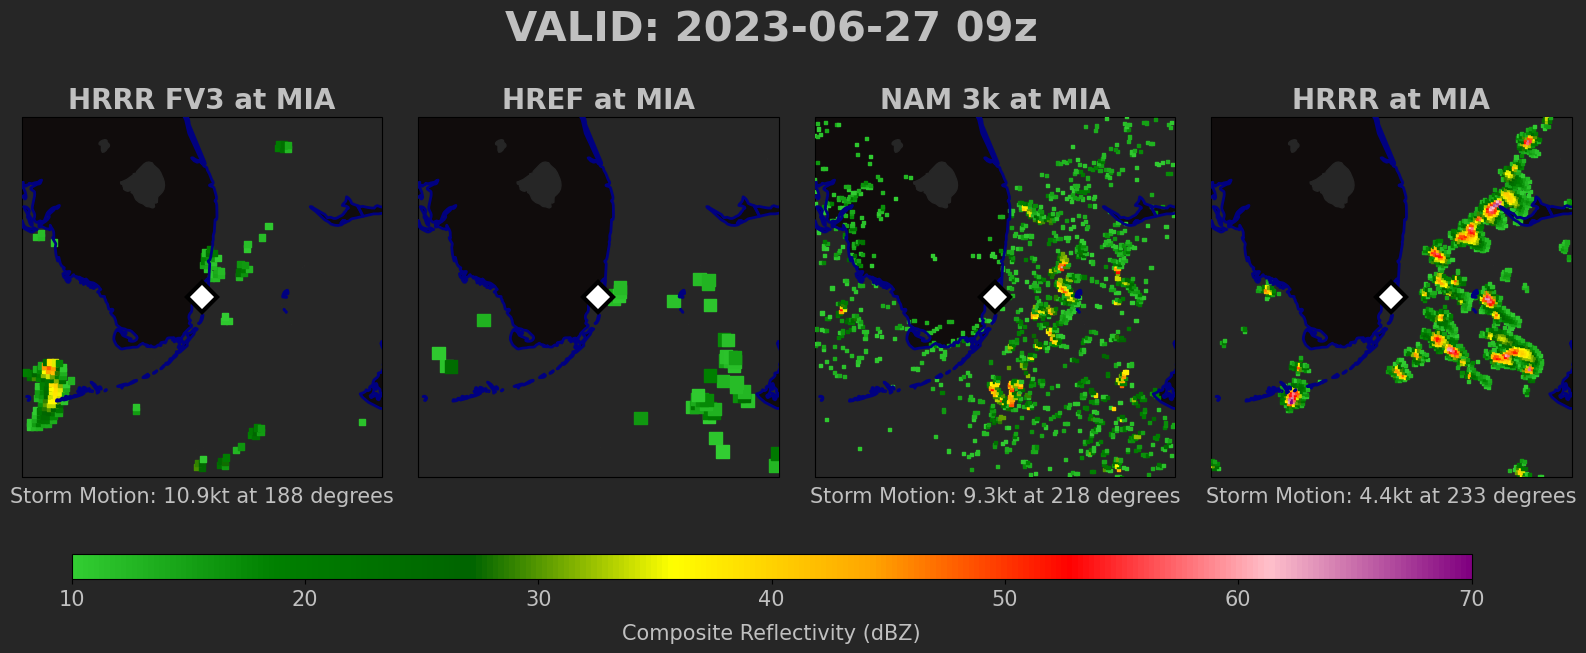 VALID: 2023-06-27 09z
HRRR FV3 at MIA
HREF at MIA
NAM 3k at MIA
HRRR at MIA
Storm Motion: 10.9kt at 188 degrees
Storm Motion: 9.3kt at 218 degrees
Storm Motion: 4.4kt at 233 degrees
10 20 30 40 50 60 70
Composite Reflectivity (dBZ)